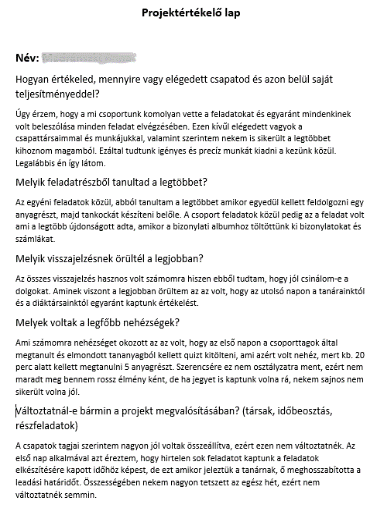 Projektértékelő lap
Név:
Hogyan értékeled, mennyire vagy elégedett csapatod és azon belül saját
teljesítményeddel?
Úgy érzem, hogy a mi csoportunk komolyan vette a feladatokat és egyaránt mindenkinek
volt beleszólása minden feladat elvégzésében. Ezen kívűl elégedett vagyok a
csapattársaimmal és munkájukkal, valamint szerintem nekem is sikerült a legtöbbet
kihoznom magamból. Ezáltal tudtunk igényes és precíz munkát kiadni a kezünk közül.
Legalábbis én így látom.
Melyik feladatrészből tanultad a legtöbbet?
Az egyéni feladatok közül, abból tanultam a legtöbbet amikor egyedül kellett feldolgozni egy
anyagrészt, majd tankockát készíteni belőle. A csoport feladatok közül pedig az a feladat volt
ami a legtöbb újdonságott adta, amikor a bizonylati albumhoz töltöttünk ki bizonylatokat és
számlákat.
Melyik visszajelzésnek örültél a legjobban?
Az összes visszajelzés hasznos volt számomra hiszen ebből tudtam, hogy jól csinálom-e a
dolgokat. Aminek viszont a legjobban örültem az az volt, hogy az utolsó napon a tanárainktól
és a diáktársainktól egyaránt kaptunk értékelést.
Melyek voltak a legfőbb nehézségek?
Ami számomra nehézséget okozott az az volt, hogy az első napon a csoporttagok által
megtanult és elmondott tananyagból kellett quizt kitölteni, ami azért volt nehéz, mert kb. 20
perc alatt kellett megtanulni 5 anyagrészt. Szerencsére ez nem osztályzatra ment, ezért nem
maradt meg bennem rossz élmény ként, de ha jegyet is kaptunk volna rá, nekem sajnos nem
sikerült volna jól.
Változtatnál-e bármin a projekt megvalósításában? (társak, időbeosztás,
részfeladatok)
A csapatok tagjai szerintem nagyon jól voltak összeállítva, ezért ezen nem változtatnék. Az
első nap alkalmával azt éreztem, hogy hirtelen sok feladatot kaptunk a feladatok
elkészítésére kapott időhöz képest, de ezt amikor jeleztük a tanárnak, ő meghosszabította a
leadási határidőt. Összességében nekem nagyon tetszett az egész hét, ezért nem
változtatnék semmin.